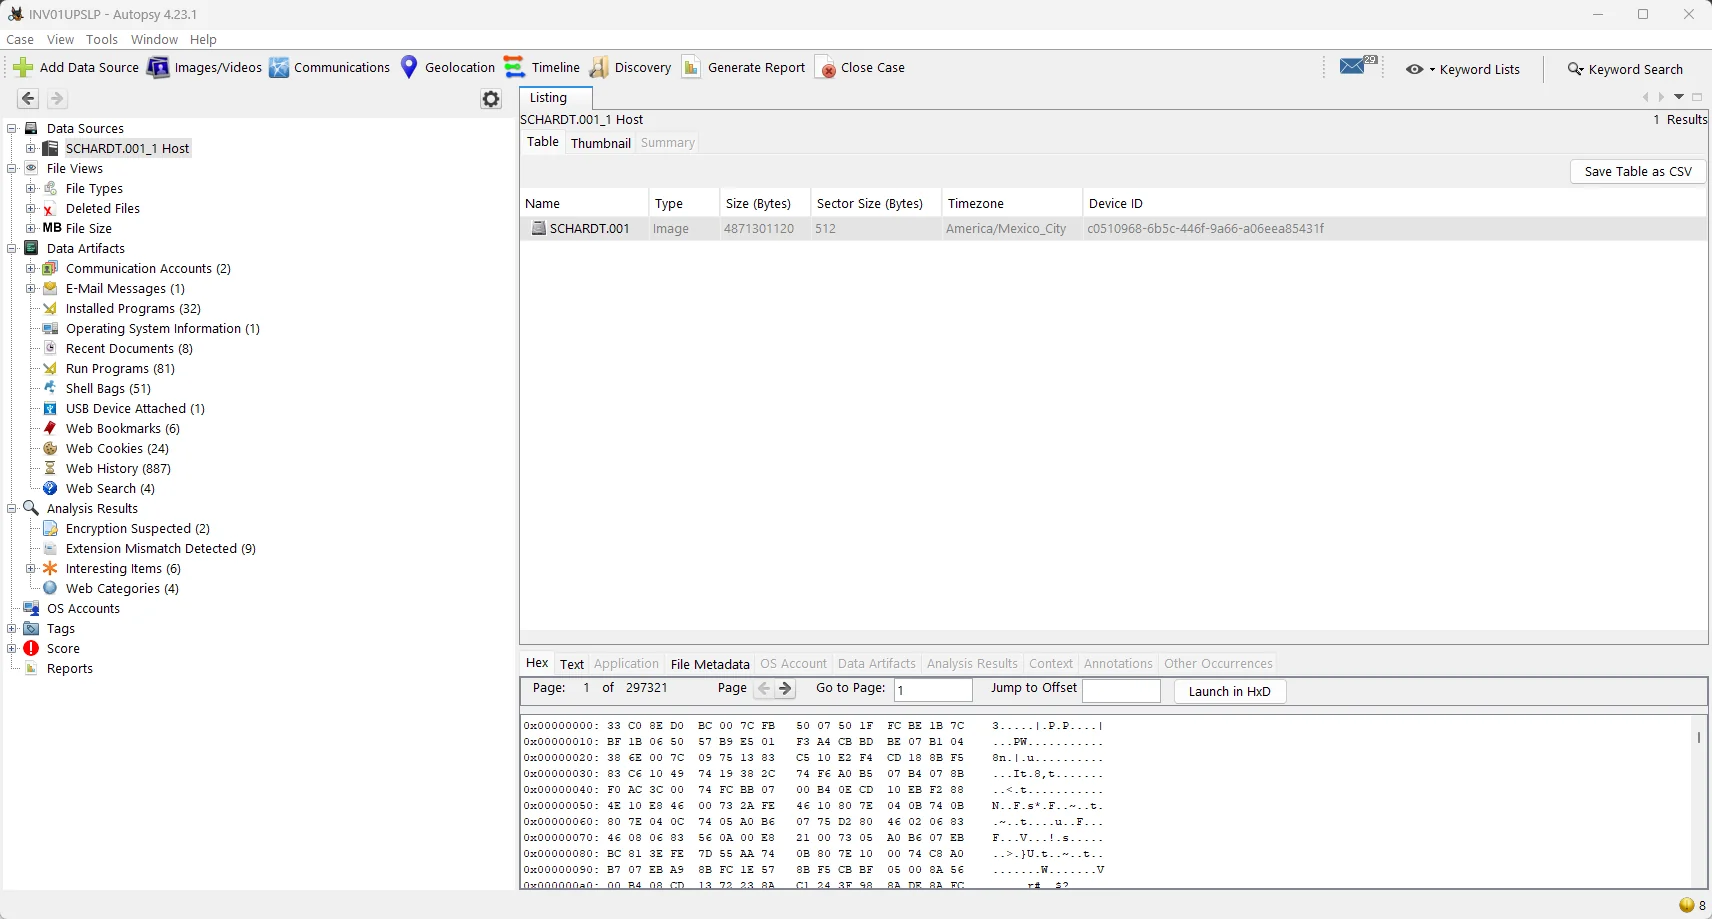 INV01UPSLP - Autopsy 4.23.1
Case View Tools Window Help
Add Data Source Images/Videos Communications Geolocation Timeline Discovery Generate Report Close Case 29 Keyword Lists Keyword Search
Listing
Data Sources
SCHARDT.001_1 Host
File Views
File Types
Deleted Files
MB File Size
Data Artifacts
Communication Accounts (2)
E-Mail Messages (1)
Installed Programs (32)
Operating System Information (1)
Recent Documents (8)
Run Programs (81)
Shell Bags (51)
USB Device Attached (1)
Web Bookmarks (6)
Web Cookies (24)
Web History (887)
Web Search (4)
Analysis Results
Encryption Suspected (2)
Extension Mismatch Detected (9)
Interesting Items (6)
Web Categories (4)
OS Accounts
Tags
Score
Reports
SCHARDT.001_1 Host 1 Results
Table Thumbnail Summary
Save Table as CSV
Name Type Size (Bytes) Sector Size (Bytes) Timezone Device ID
SCHARDT.001 Image 4871301120 512 America/Mexico_City c0510968-6b5c-446f-9a66-a06eea85431f
Hex Text Application File Metadata OS Account Data Artifacts Analysis Results Context Annotations Other Occurrences
Page: 1 of 297321 Page Go to Page: 1 Jump to Offset Launch in HxD
0x00000000: 33 C0 8E D0 BC 00 7C FB 50 07 50 1F FC BE 1B 7C 3.....|.P.P....|
0x00000010: BF 1B 06 50 57 B9 E5 01 F3 A4 CB BD BE 07 B1 04 ...PW...........
0x00000020: 38 6E 00 7C 09 75 13 83 C5 10 E2 F4 CD 18 8B F5 8n.|.u..........
0x00000030: 83 C6 10 49 74 19 38 2C 74 F6 A0 B5 07 B4 07 8B ...It.8,t.......
0x00000040: F0 AC 3C 00 74 FC BB 07 00 B4 0E CD 10 EB F2 88 ..<.t...........
0x00000050: 4E 10 E8 46 00 73 2A FE 46 10 80 7E 04 0B 74 0B N..F.s*.F..~..t.
0x00000060: 80 7E 04 0C 74 05 A0 B6 07 75 D2 80 46 02 06 83 .~..t....u..F...
0x00000070: 46 08 06 83 56 0A 00 E8 21 00 73 05 A0 B6 07 EB F...V...!.s.....
0x00000080: BC 81 3E FE 7D 55 AA 74 0B 80 7E 10 00 74 C8 A0 ..>.}U.t..~..t..
0x00000090: B7 07 EB A9 8B FC 1E 57 8B F5 CB BF 05 00 8A 56 .......W.......V
0x000000a0: 00 B4 08 CD 13 72 23 8A C1 24 3F 98 8A DE 8A FC .....r#..$?.....
8